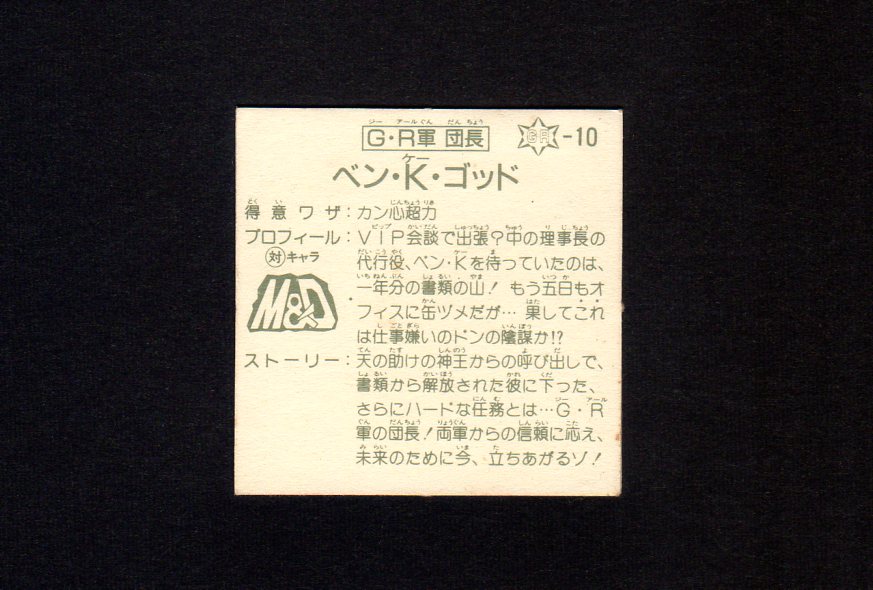 G・R軍 団長 GR-10
ベン・K・ゴッド
得意ワザ：カン心超力
プロフィール：VIP会談で出張？中の理事長の
対キャラ 代行役、ベン・Kを待っていたのは、
M&D 一年分の書類の山！ もう五日もオ
フィスに缶ヅメだが… 果してこれ
は仕事嫌いのドンの陰謀か!?
ストーリー：天の助けの神王からの呼び出しで、
書類から解放された彼に下った、
さらにハードな任務とは…G・R
軍の団長！両軍からの信頼に応え、
未来のために今、立ちあがるゾ！